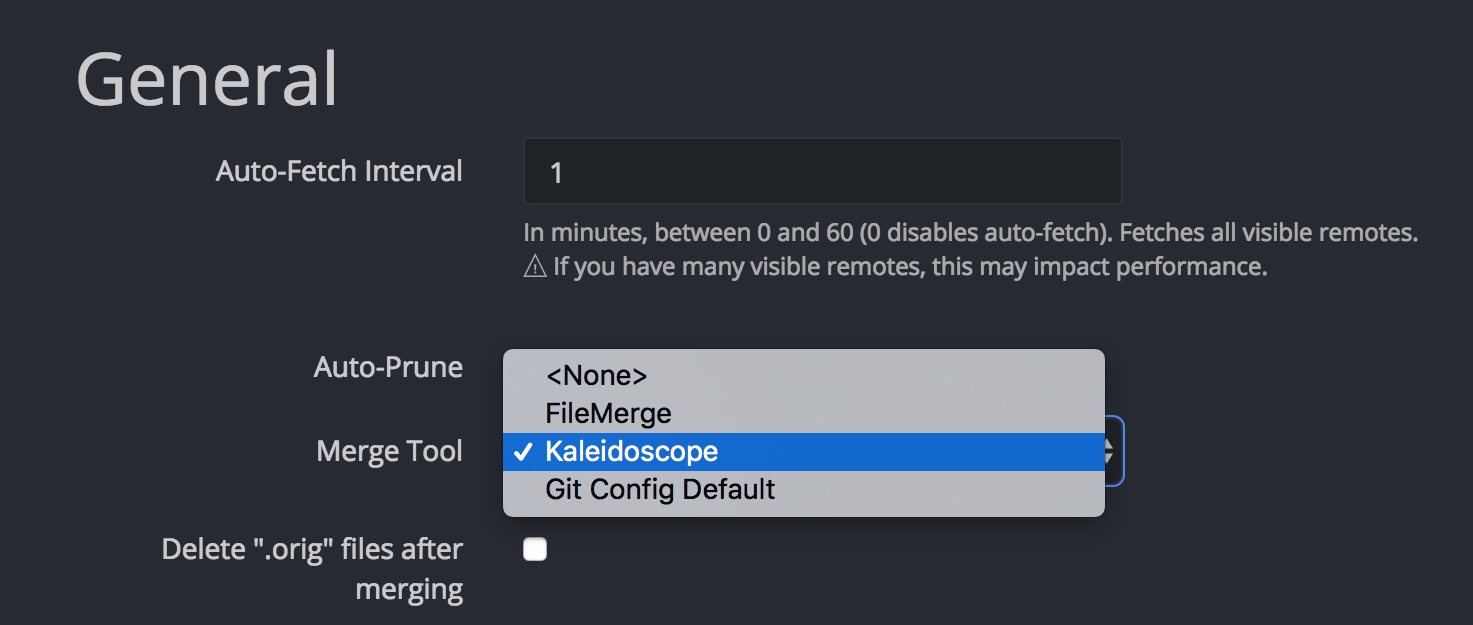 General
Auto-Fetch Interval
1
In minutes, between 0 and 60 (0 disables auto-fetch). Fetches all visible remotes.
⚠ If you have many visible remotes, this may impact performance.
Auto-Prune
<None>
FileMerge
Merge Tool
✓ Kaleidoscope
Git Config Default
Delete ".orig" files after
merging